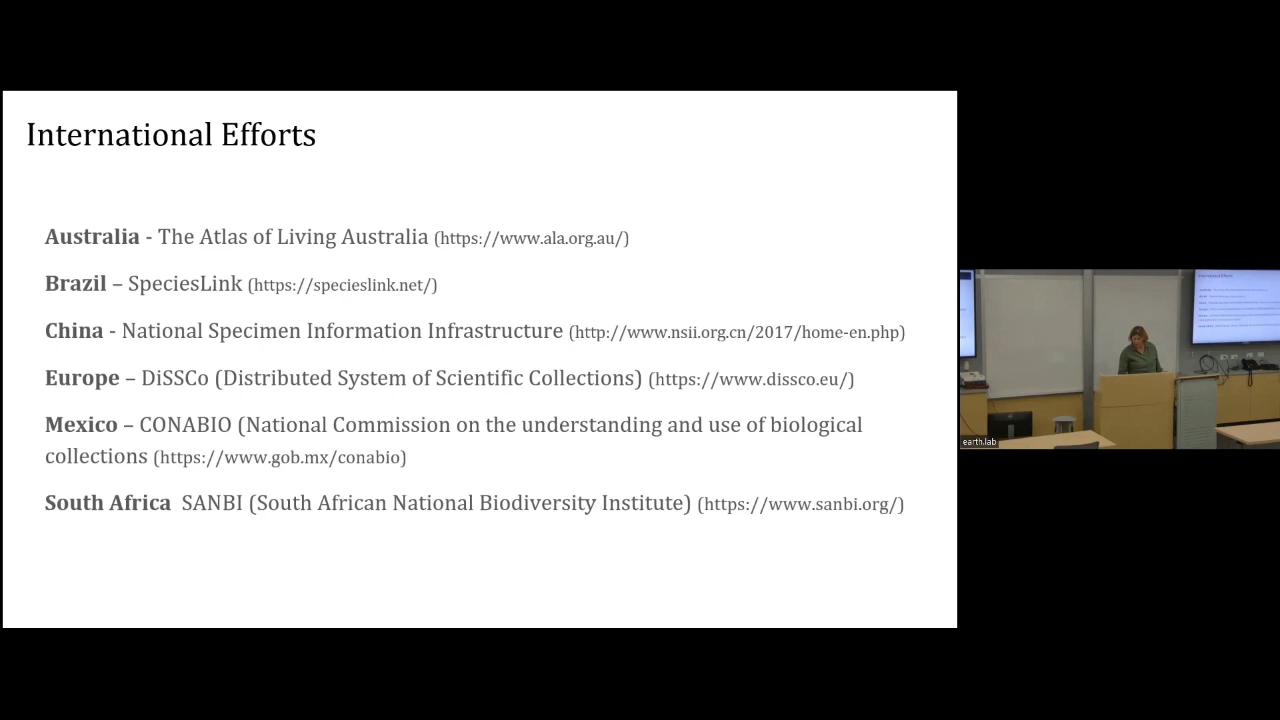 International Efforts
Australia - The Atlas of Living Australia (https://www.ala.org.au/)
Brazil – SpeciesLink (https://specieslink.net/)
China - National Specimen Information Infrastructure (http://www.nsii.org.cn/2017/home-en.php)
Europe – DiSSCo (Distributed System of Scientific Collections) (https://www.dissco.eu/)
Mexico – CONABIO (National Commission on the understanding and use of biological
collections (https://www.gob.mx/conabio)
South Africa  SANBI (South African National Biodiversity Institute) (https://www.sanbi.org/)
International Efforts
earth.lab